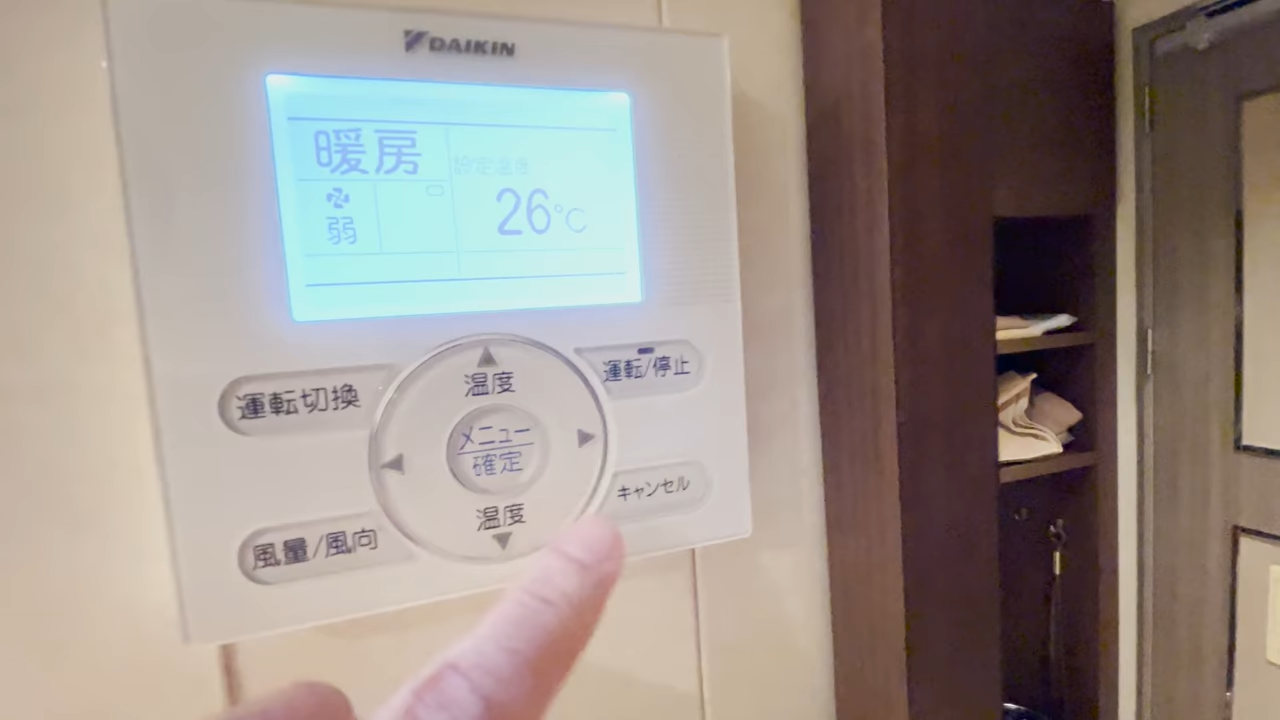 DAIKIN
暖房
設定温度
弱
26°C
運転切換
温度
運転/停止
メニュー
確定
キャンセル
風量/風向
温度